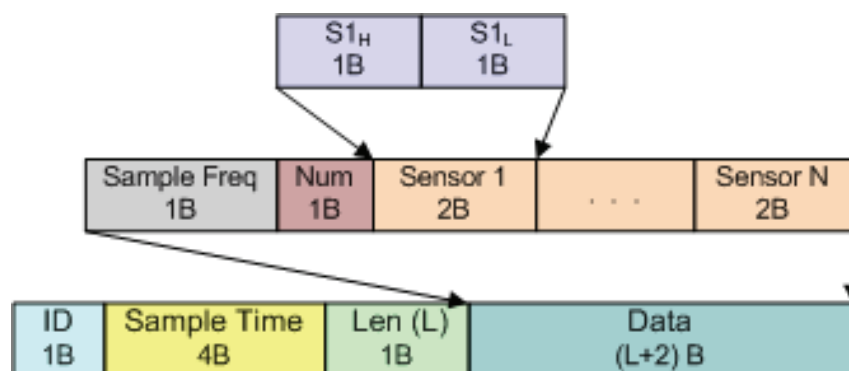 S1H S1L
1B 1B
Sample Freq Num Sensor 1 . . . Sensor N
1B 1B 2B 2B
ID Sample Time Len (L) Data
1B 4B 1B (L+2) B